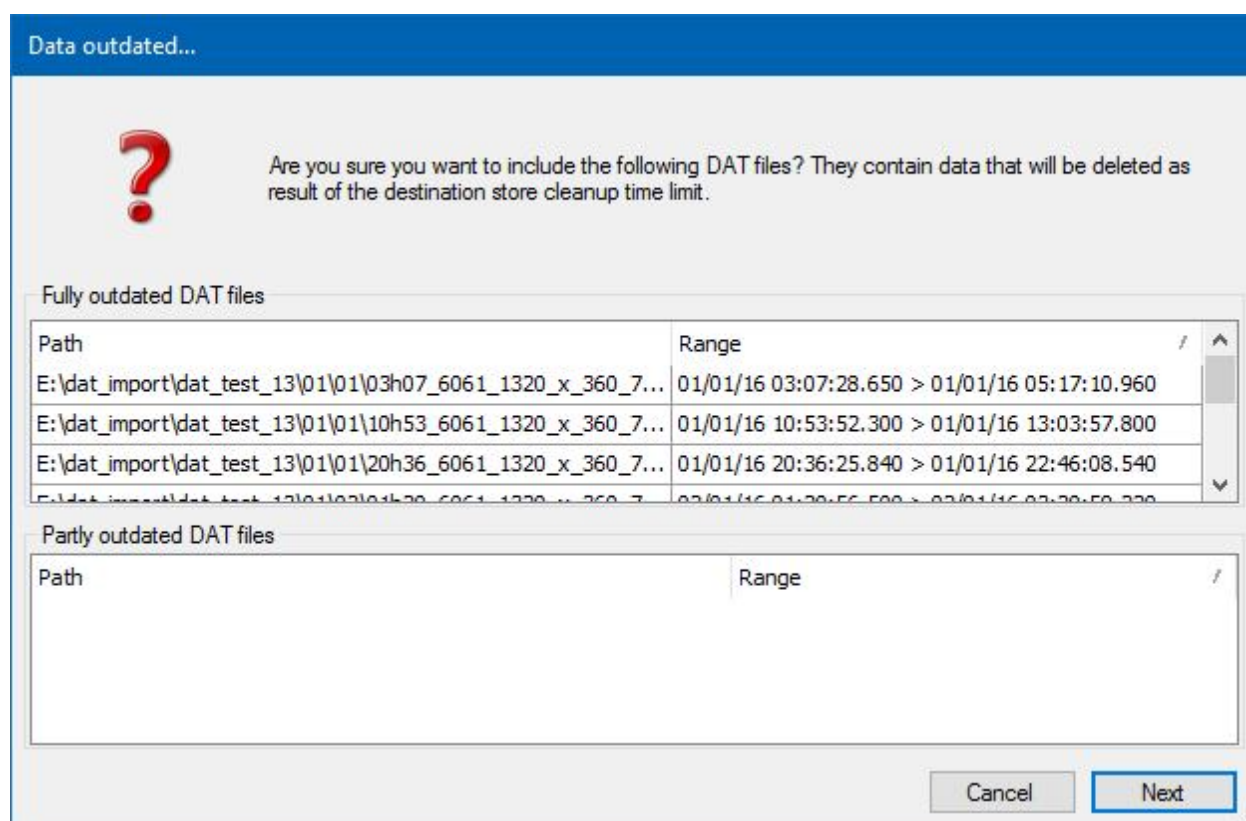 Data outdated...
Are you sure you want to include the following DAT files? They contain data that will be deleted as
result of the destination store cleanup time limit.
Fully outdated DAT files
Path Range
E:\dat_import\dat_test_13\01\01\03h07_6061_1320_x_360_7... 01/01/16 03:07:28.650 > 01/01/16 05:17:10.960
E:\dat_import\dat_test_13\01\01\10h53_6061_1320_x_360_7... 01/01/16 10:53:52.300 > 01/01/16 13:03:57.800
E:\dat_import\dat_test_13\01\01\20h36_6061_1320_x_360_7... 01/01/16 20:36:25.840 > 01/01/16 22:46:08.540
Partly outdated DAT files
Path Range
Cancel Next